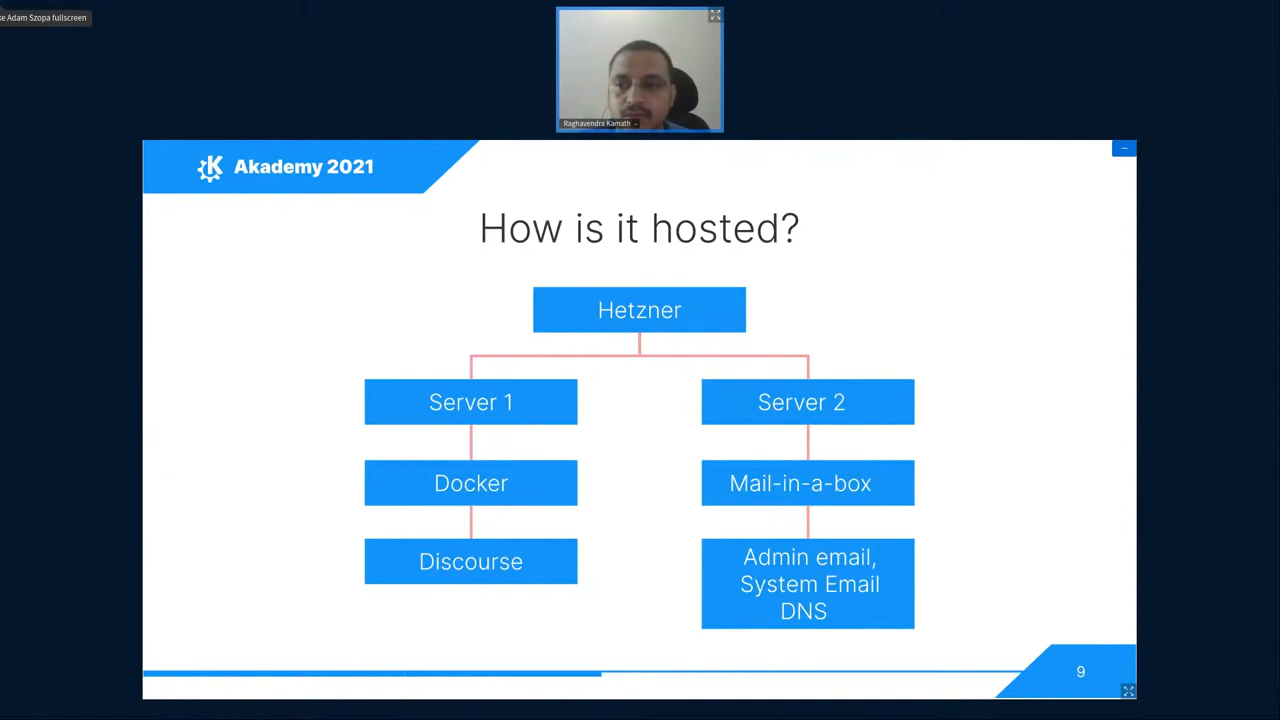 ke Adam Szopa fullscreen
Raghavendra Kamath
Akademy 2021
How is it hosted?
Hetzner
Server 1
Server 2
Docker
Mail-in-a-box
Discourse
Admin email,
System Email
DNS
9